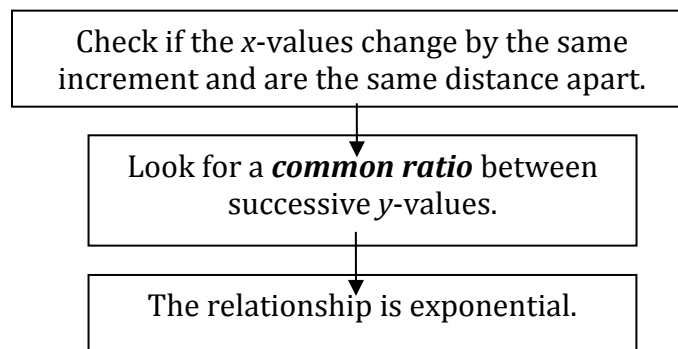 Check if the x-values change by the same
increment and are the same distance apart.
Look for a common ratio between
successive y-values.
The relationship is exponential.